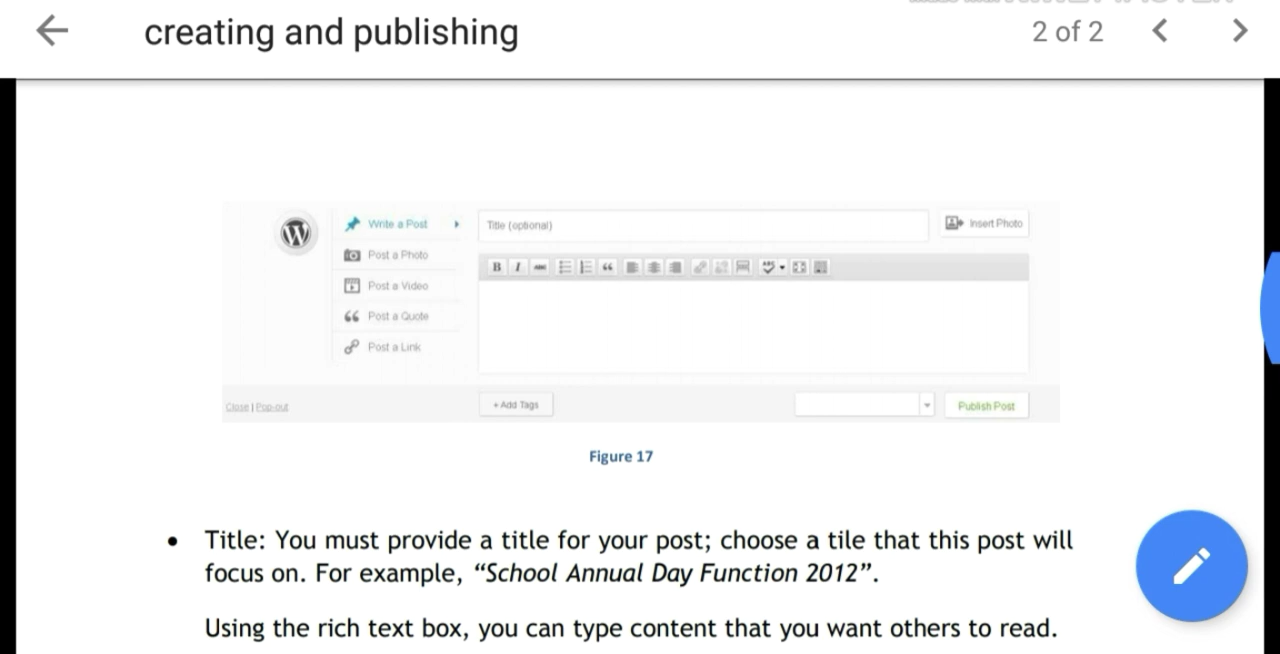 creating and publishing
2 of 2
Write a Post
Title (optional)
Insert Photo
Post a Photo
B I ABC
ABC
Post a Video
Post a Quote
Post a Link
Close | Pop-out
+ Add Tags
Publish Post
Figure 17
• Title: You must provide a title for your post; choose a tile that this post will
focus on. For example, “School Annual Day Function 2012”.
Using the rich text box, you can type content that you want others to read.